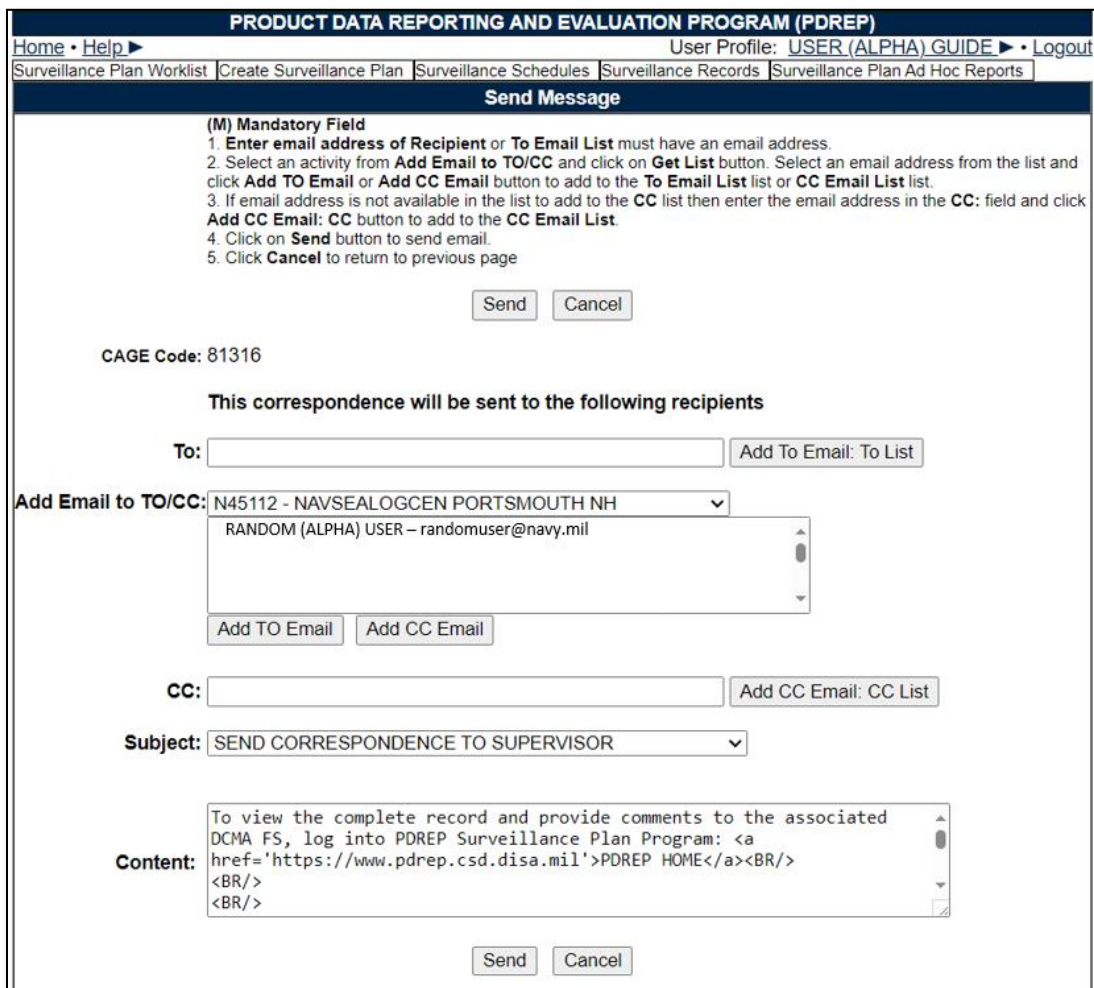 PRODUCT DATA REPORTING AND EVALUATION PROGRAM (PDREP)
Home • Help ▶ User Profile: USER (ALPHA) GUIDE ▶ • Logout
Surveillance Plan Worklist Create Surveillance Plan Surveillance Schedules Surveillance Records Surveillance Plan Ad Hoc Reports
Send Message
(M) Mandatory Field
1. Enter email address of Recipient or To Email List must have an email address.
2. Select an activity from Add Email to TO/CC and click on Get List button. Select an email address from the list and
click Add TO Email or Add CC Email button to add to the To Email List list or CC Email List list.
3. If email address is not available in the list to add to the CC list then enter the email address in the CC: field and click
Add CC Email: CC button to add to the CC Email List.
4. Click on Send button to send email.
5. Click Cancel to return to previous page
Send Cancel
CAGE Code: 81316
This correspondence will be sent to the following recipients
To: Add To Email: To List
Add Email to TO/CC: N45112 - NAVSEALOGCEN PORTSMOUTH NH
RANDOM (ALPHA) USER – randomuser@navy.mil
Add TO Email Add CC Email
CC: Add CC Email: CC List
Subject: SEND CORRESPONDENCE TO SUPERVISOR
Content:
To view the complete record and provide comments to the associated
DCMA FS, log into PDREP Surveillance Plan Program: <a
href='https://www.pdrep.csd.disa.mil'>PDREP HOME</a><BR/>
<BR/>
<BR/>
Send Cancel